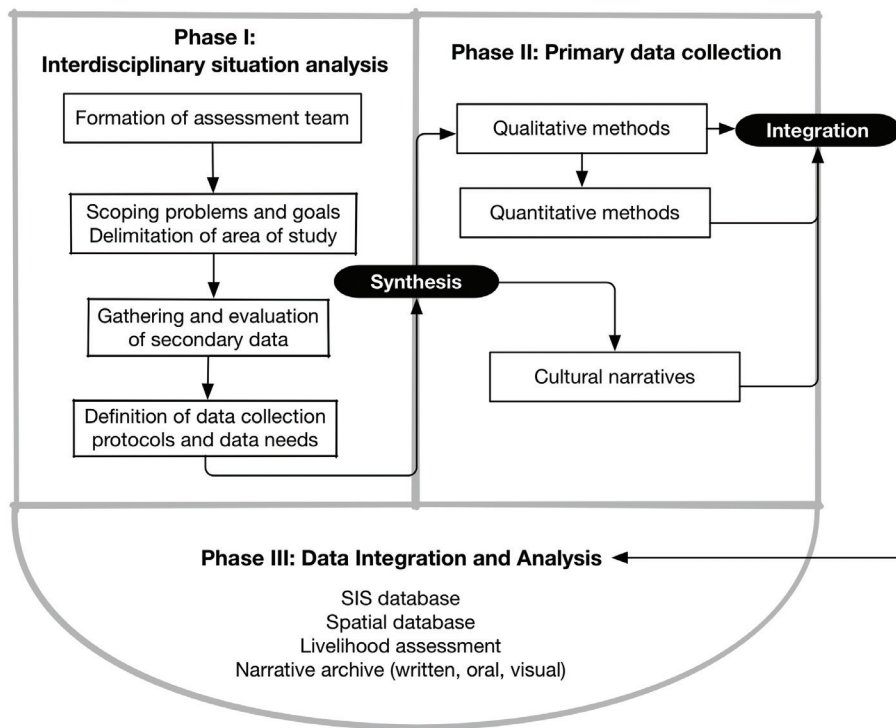 Phase I:
Interdisciplinary situation analysis
Formation of assessment team
Scoping problems and goals
Delimitation of area of study
Gathering and evaluation
of secondary data
Definition of data collection
protocols and data needs
Synthesis
Phase II: Primary data collection
Qualitative methods
Integration
Quantitative methods
Cultural narratives
Phase III: Data Integration and Analysis
SIS database
Spatial database
Livelihood assessment
Narrative archive (written, oral, visual)